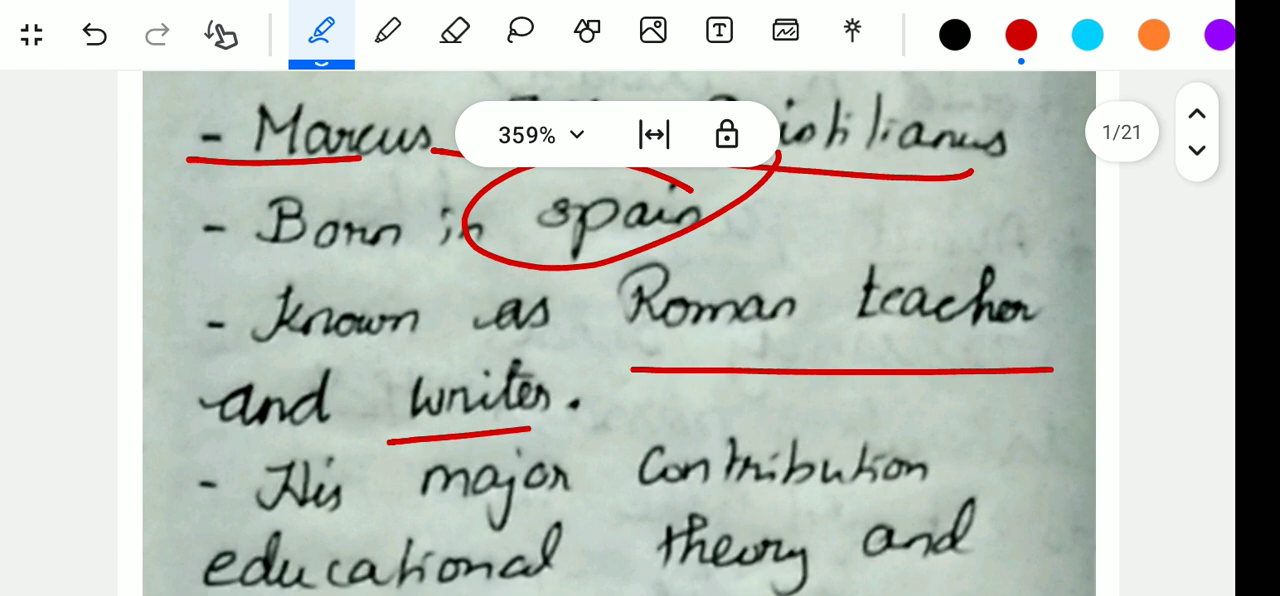 359%
1/21
- Marcus
- Born in spain
- Known as Roman teacher
and writer.
- His major Contribution
educational theory and